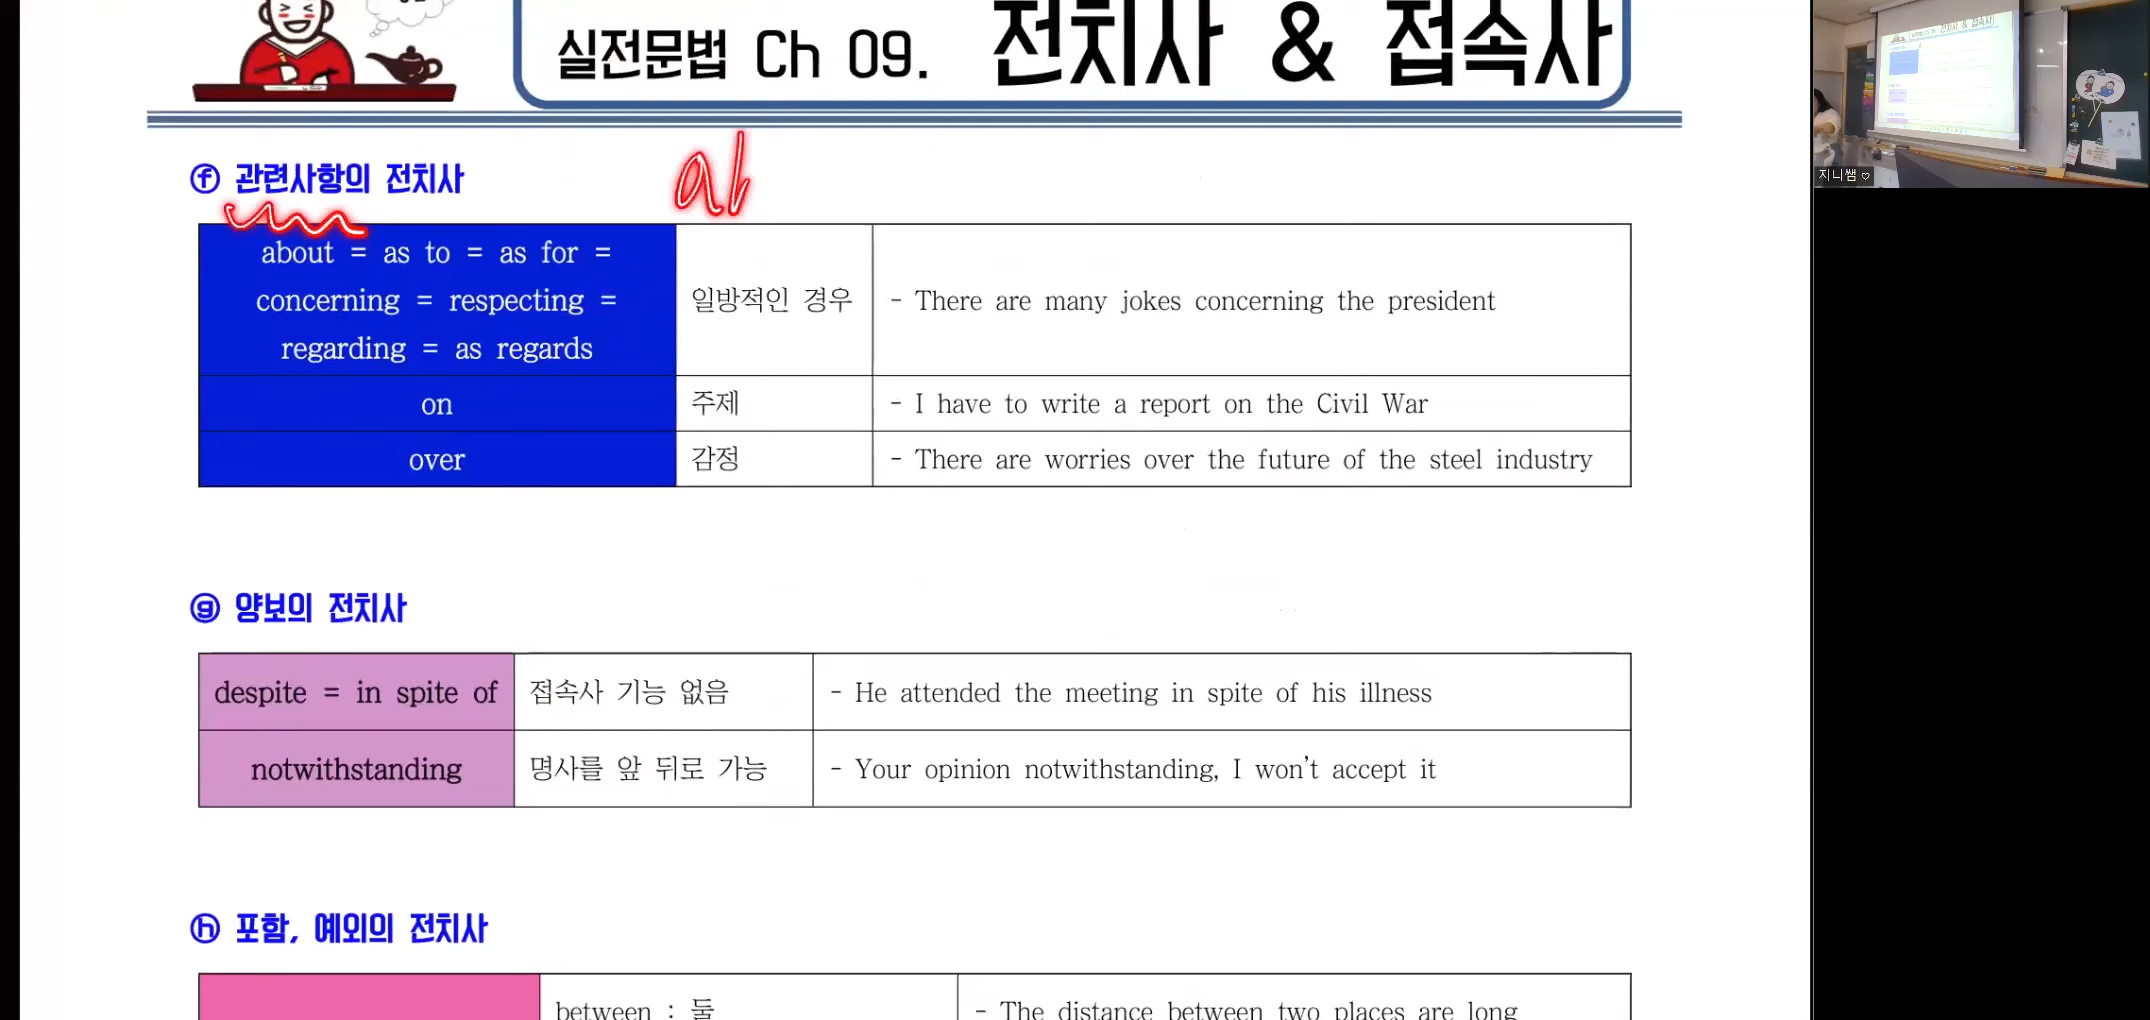 실전문법 Ch 09. 전치사 & 접속사
ⓕ 관련사항의 전치사
about = as to = as for =
concerning = respecting =
regarding = as regards
일반적인 경우
- There are many jokes concerning the president
on
주제
- I have to write a report on the Civil War
over
감정
- There are worries over the future of the steel industry
ⓖ 양보의 전치사
despite = in spite of
접속사 기능 없음
- He attended the meeting in spite of his illness
notwithstanding
명사를 앞 뒤로 가능
- Your opinion notwithstanding, I won't accept it
ⓗ 포함, 예외의 전치사
between : 둘
- The distance between two places are long
지니쌤 ♡